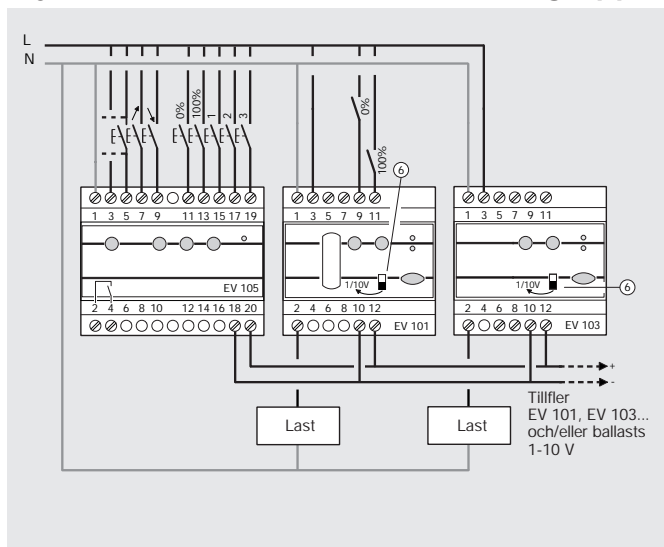 L
N
0%
100%
1
2
3
0%
100%
6
1 3 5 7 9 11 13 15 17 19
1 3 5 7 9 11
1 3 5 7 9 11
EV 105
1/10V
1/10V
6
2 4 6 8 10 12 14 16 18 20
2 4 6 8 10 12
EV 101
2 4 6 8 10 12
EV 103
+
-
Last
Last
Tillfler
EV 101, EV 103...
och/eller ballasts
1-10 V